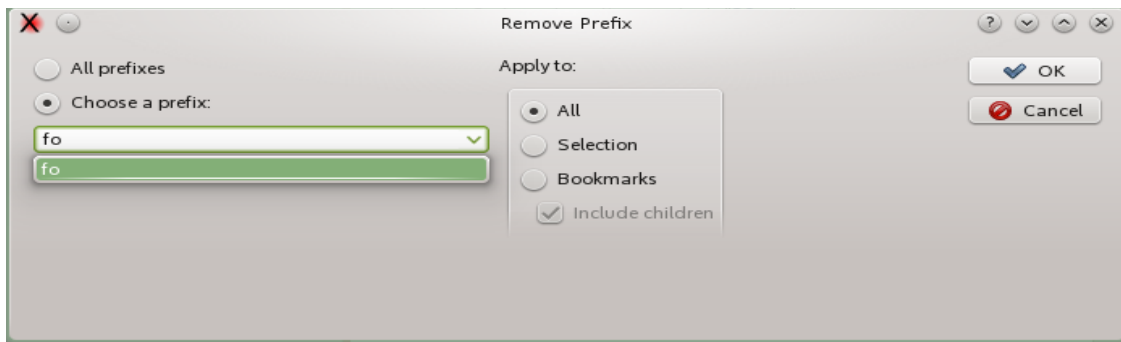 Remove Prefix
All prefixes
Choose a prefix:
fo
fo
Apply to:
All
Selection
Bookmarks
Include children
OK
Cancel